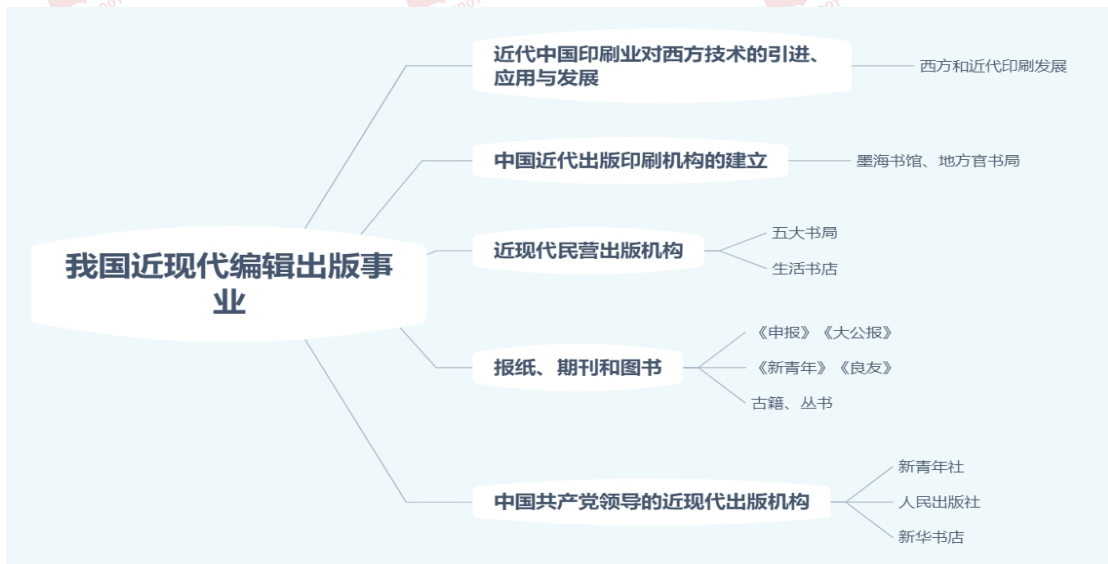 我国近现代编辑出版事
业
近代中国印刷业对西方技术的引进、
应用与发展
西方和近代印刷发展
中国近代出版印刷机构的建立
墨海书馆、地方官书局
近现代民营出版机构
五大书局
生活书店
报纸、期刊和图书
《申报》《大公报》
《新青年》《良友》
古籍、丛书
中国共产党领导的近现代出版机构
新青年社
人民出版社
新华书店